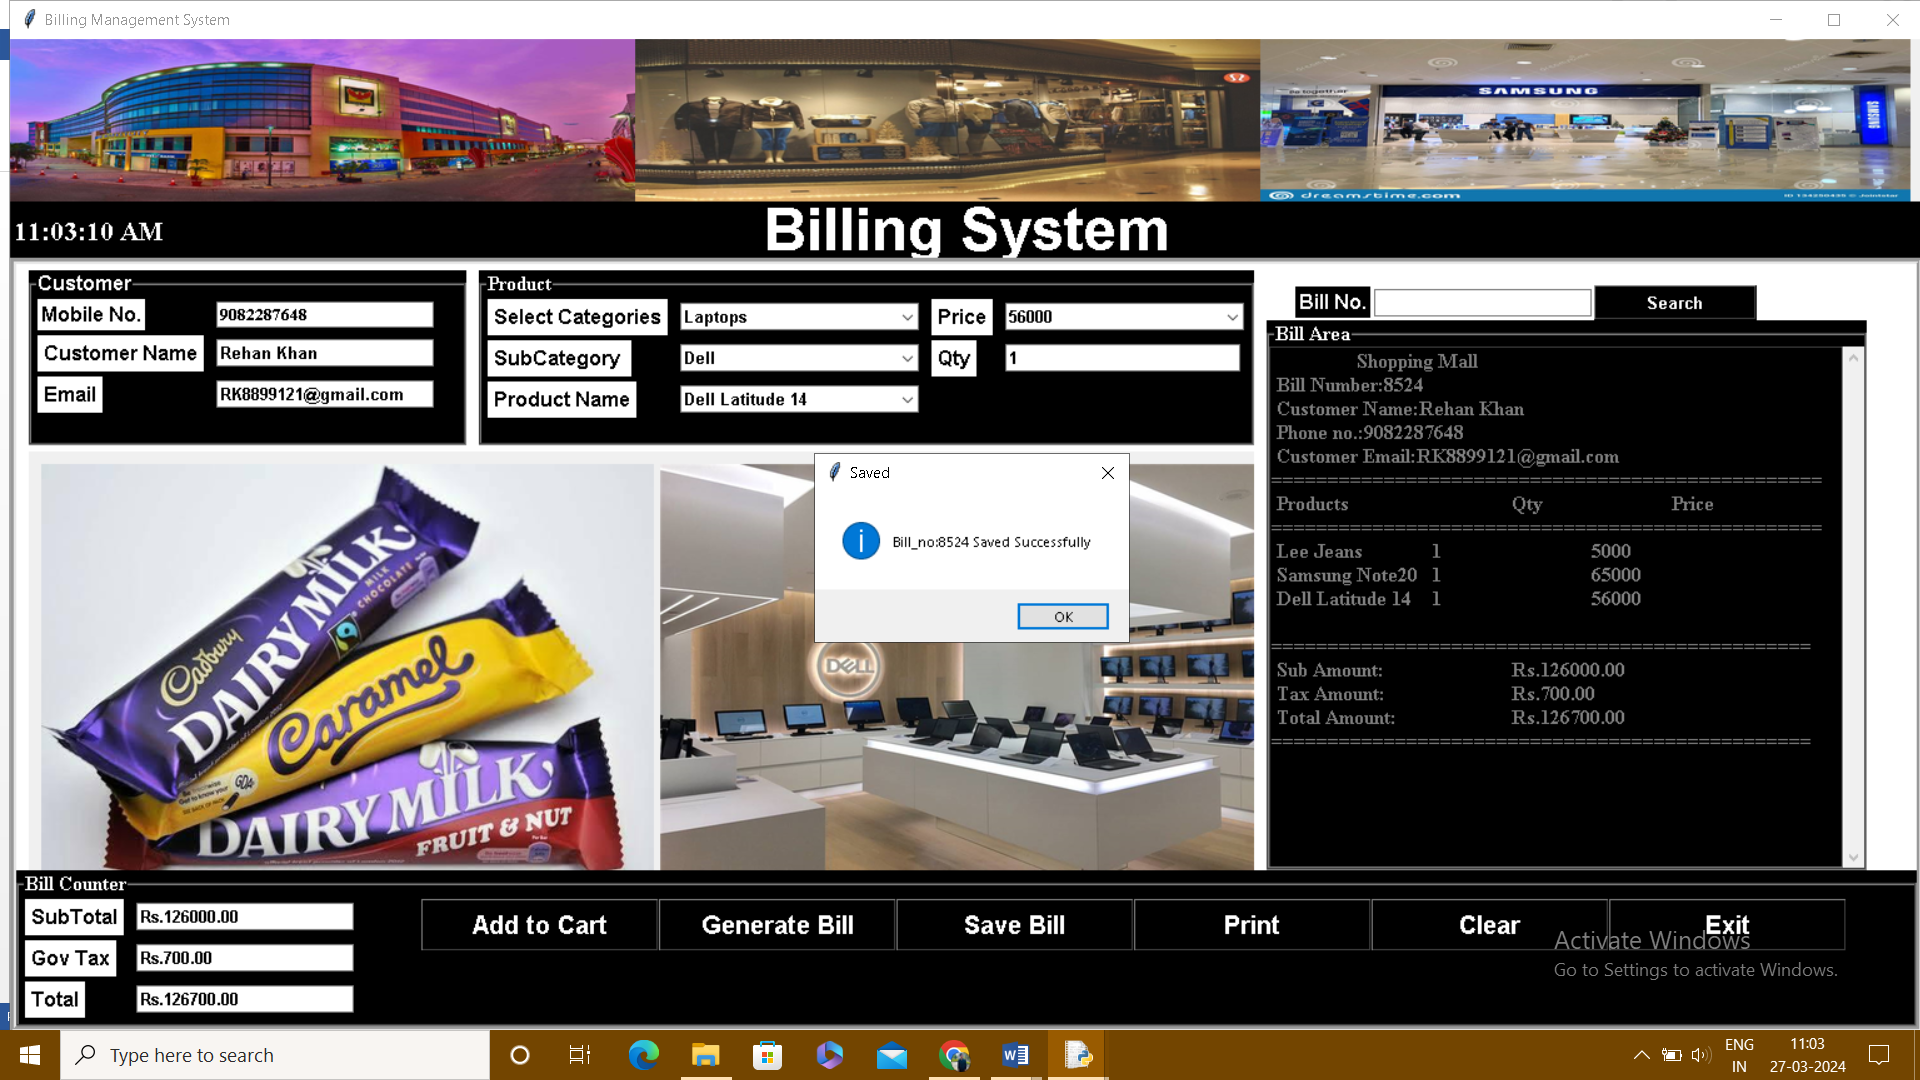 Billing Management System
SAMSUNG
SAMSUNG
dreamstime.com
11:03:10 AM
Billing System
Customer
Mobile No. 9082287648
Customer Name Rehan Khan
Email RK8899121@gmail.com
Product
Select Categories Laptops
Price 56000
SubCategory Dell
Qty 1
Product Name Dell Latitude 14
Bill No.
Search
Bill Area
Shopping Mall
Bill Number:8524
Customer Name:Rehan Khan
Phone no.:9082287648
Customer Email:RK8899121@gmail.com
Products Qty Price
Lee Jeans 1 5000
Samsung Note20 1 65000
Dell Latitude 14 1 56000
Sub Amount: Rs.126000.00
Tax Amount: Rs.700.00
Total Amount: Rs.126700.00
Saved
Bill_no:8524 Saved Successfully
OK
Cadbury
DAIRY MILK
MILK
CHOCOLATE
Caramel
DAIRY MILK
FRUIT & NUT
DELL
Bill Counter
SubTotal Rs.126000.00
Gov Tax Rs.700.00
Total Rs.126700.00
Add to Cart
Generate Bill
Save Bill
Print
Clear
Exit
Activate Windows
Go to Settings to activate Windows.
Type here to search
ENG
IN
11:03
27-03-2024